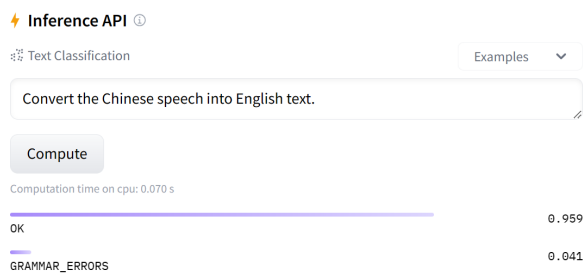 Inference API
Text Classification
Examples
Convert the Chinese speech into English text.
Compute
Computation time on cpu: 0.070 s
OK 0.959
GRAMMAR_ERRORS 0.041